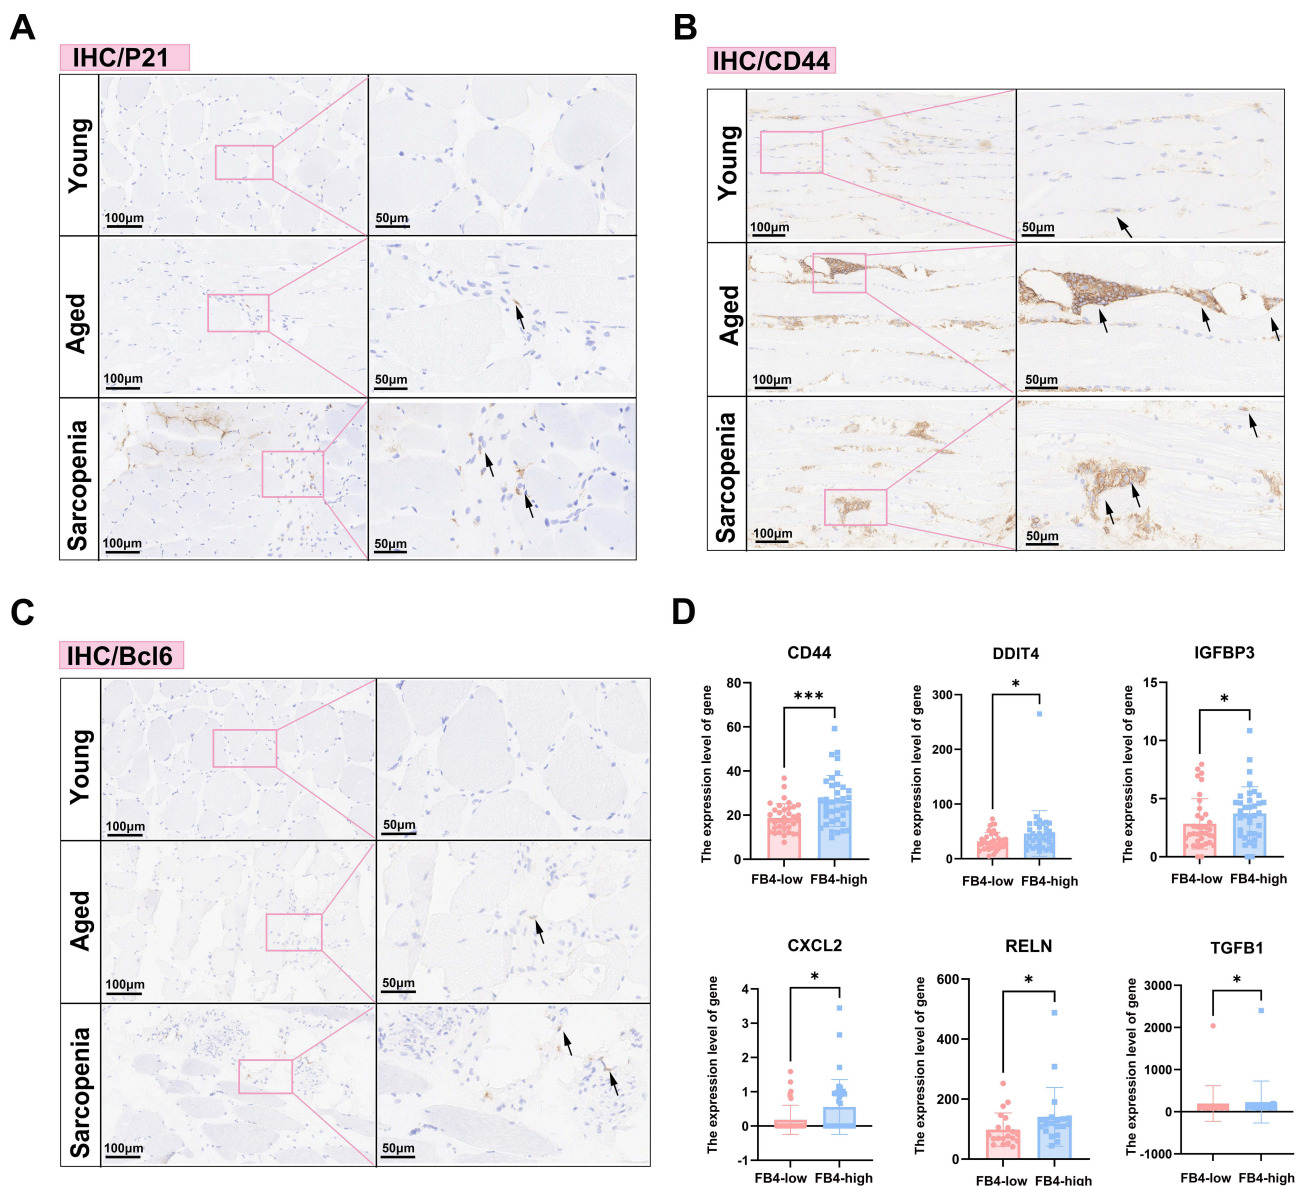 A
IHC/P21
Young
100μm
50μm
Aged
100μm
50μm
Sarcopenia
100μm
50μm
B
IHC/CD44
Young
100μm
50μm
Aged
100μm
50μm
Sarcopenia
100μm
50μm
C
IHC/Bcl6
Young
100μm
50μm
Aged
100μm
50μm
Sarcopenia
100μm
50μm
D
CD44
The expression level of gene
80
60
40
20
0
***
FB4-low
FB4-high
DDIT4
The expression level of gene
300
200
100
0
*
FB4-low
FB4-high
IGFBP3
The expression level of gene
15
10
5
0
*
FB4-low
FB4-high
CXCL2
The expression level of gene
4
3
2
1
0
-1
*
FB4-low
FB4-high
RELN
The expression level of gene
600
400
200
0
*
FB4-low
FB4-high
TGFB1
The expression level of gene
3000
2000
1000
0
-1000
*
FB4-low
FB4-high